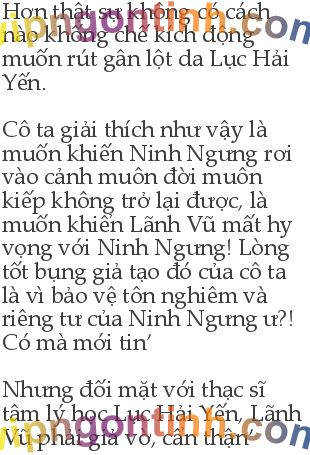 Hon thật sự không có cách
nào không chế kích động
muốn rút gân lột da Lục Hải
Yến.
Cô ta giải thích như vậy là
muốn khiến Ninh Ngưng rơi
vào cảnh muôn đời muôn
kiếp không trở lại được, là
muốn khiến Lãnh Vũ mất hy
vọng với Ninh Ngưng! Lòng
tốt bụng giả tạo đó của cô ta
là vì bảo vệ tôn nghiêm và
riêng tư của Ninh Ngưng ư?!
Có mà mới tin’
Nhưng đối mặt với thạc sĩ
tâm lý học Lục Hải Yến, Lãnh
Vũ phải giả vờ, cẩn thận’
vipngontinh.com
vipngontinh.com